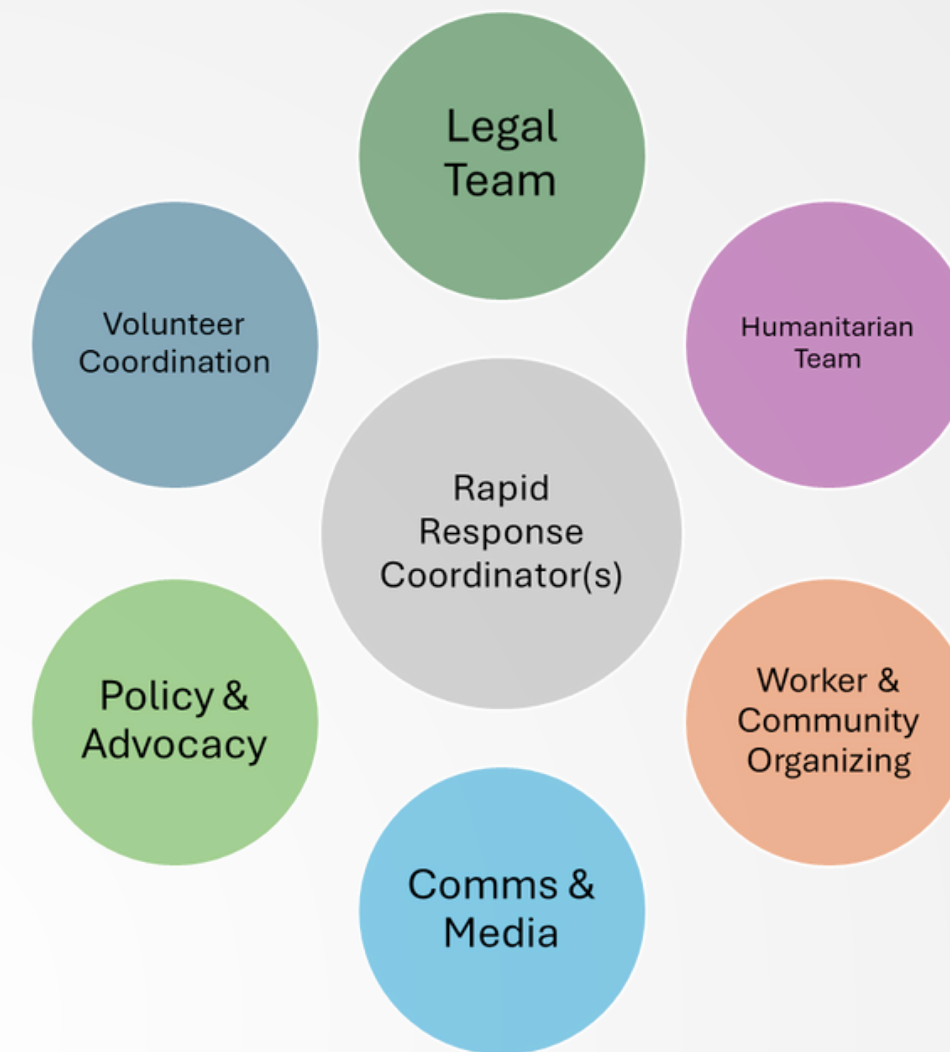 Legal
Team
Volunteer
Coordination
Humanitarian
Team
Rapid
Response
Coordinator(s)
Policy &
Advocacy
Worker &
Community
Organizing
Comms &
Media